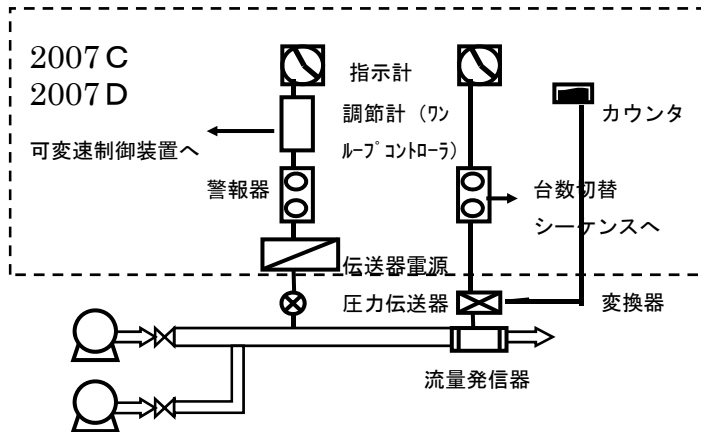 2007C
2007D
指示計
調節計（ワン
ﾙｰﾌﾟｺﾝﾄﾛｰﾗ）
カウンタ
可変速制御装置へ
警報器
台数切替
シーケンスへ
伝送器電源
圧力伝送器
変換器
流量発信器